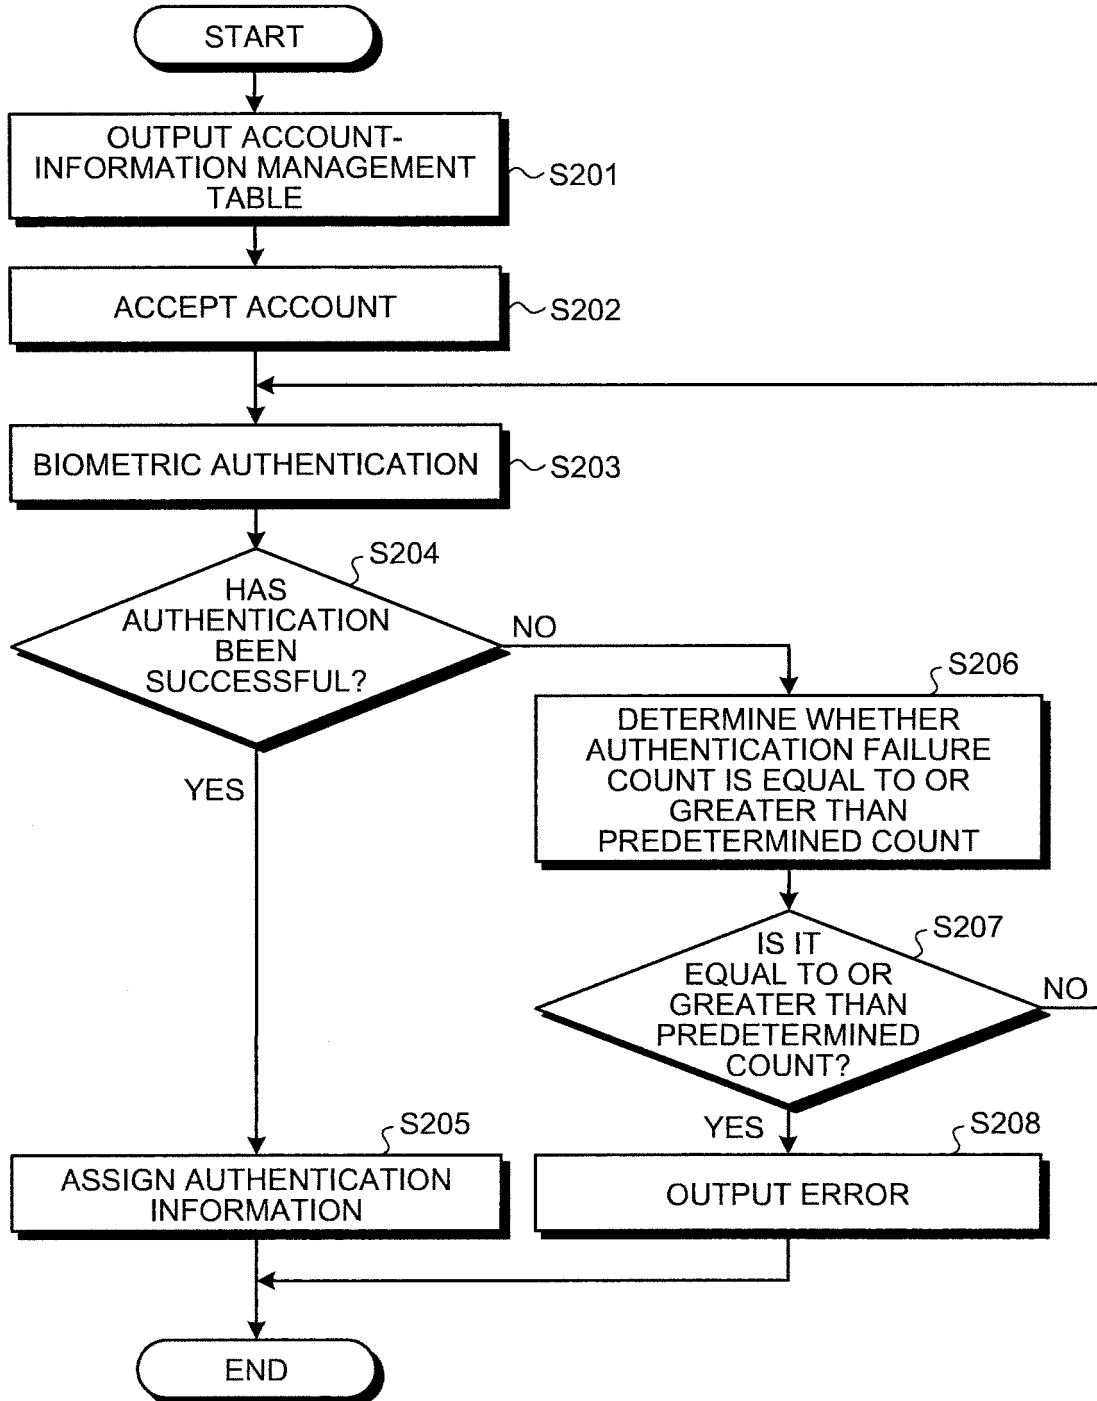 START
OUTPUT ACCOUNT-
INFORMATION MANAGEMENT
TABLE
S201
ACCEPT ACCOUNT
S202
BIOMETRIC AUTHENTICATION
S203
S204
HAS
AUTHENTICATION
BEEN
SUCCESSFUL?
NO
YES
S206
DETERMINE WHETHER
AUTHENTICATION FAILURE
COUNT IS EQUAL TO OR
GREATER THAN
PREDETERMINED COUNT
S207
IS IT
EQUAL TO OR
GREATER THAN
PREDETERMINED
COUNT?
NO
YES
S205
ASSIGN AUTHENTICATION
INFORMATION
S208
OUTPUT ERROR
END